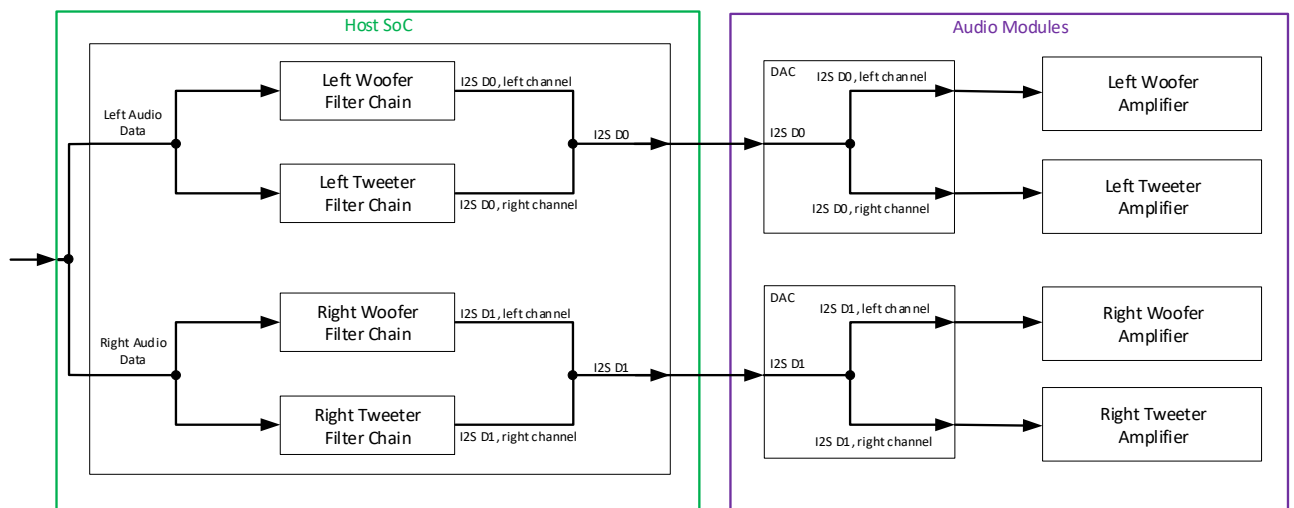 Host SoC
Left Audio
Data
Left Woofer
Filter Chain
I2S D0, left channel
Left Tweeter
Filter Chain
I2S D0, right channel
I2S D0
Right Audio
Data
Right Woofer
Filter Chain
I2S D1, left channel
Right Tweeter
Filter Chain
I2S D1, right channel
I2S D1
Audio Modules
DAC
I2S D0
I2S D0, left channel
I2S D0, right channel
Left Woofer
Amplifier
Left Tweeter
Amplifier
DAC
I2S D1
I2S D1, left channel
I2S D1, right channel
Right Woofer
Amplifier
Right Tweeter
Amplifier